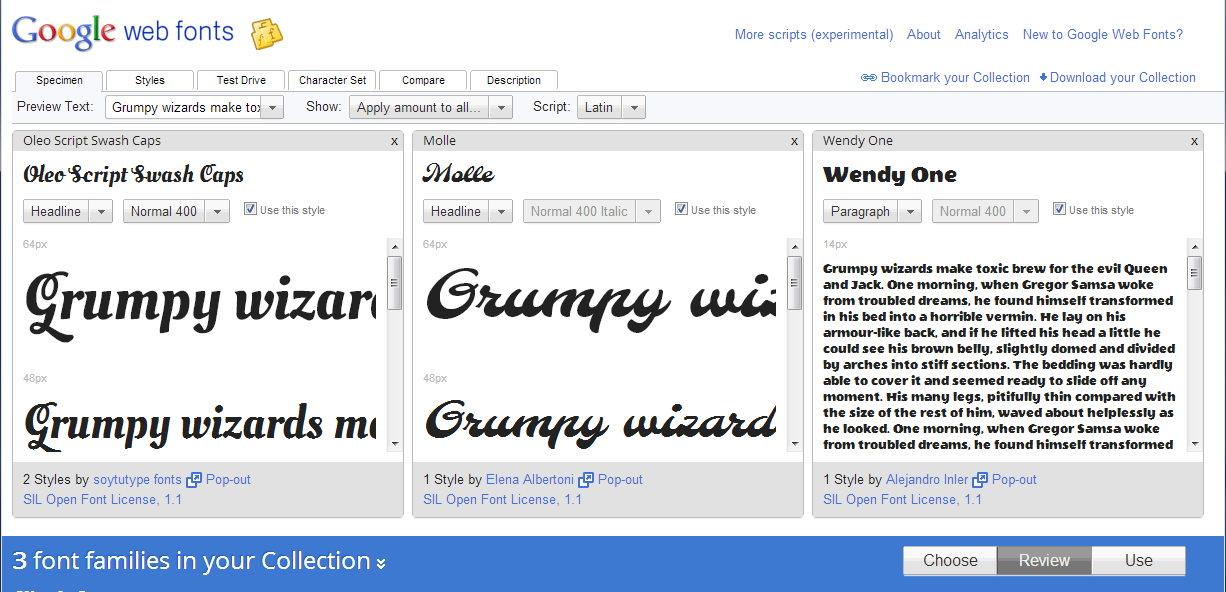 Google web fonts
More scripts (experimental) About Analytics New to Google Web Fonts?
Specimen Styles Test Drive Character Set Compare Description
Bookmark your Collection Download your Collection
Preview Text: Grumpy wizards make to Show: Apply amount to all... Script: Latin
Oleo Script Swash Caps x
Oleo Script Swash Caps
Headline Normal 400 Use this style
64px
Grumpy wizar
48px
Grumpy wizards m
2 Styles by soytutype fonts Pop-out
SIL Open Font License, 1.1
Molle x
Molle
Headline Normal 400 Italic Use this style
64px
Grumpy wi
48px
Grumpy wizard
1 Style by Elena Albertoni Pop-out
SIL Open Font License, 1.1
Wendy One x
Wendy One
Paragraph Normal 400 Use this style
14px
Grumpy wizards make toxic brew for the evil Queen
and Jack. One morning, when Gregor Samsa woke
from troubled dreams, he found himself transformed
in his bed into a horrible vermin. He lay on his
armour-like back, and if he lifted his head a little he
could see his brown belly, slightly domed and divided
by arches into stiff sections. The bedding was hardly
able to cover it and seemed ready to slide off any
moment. His many legs, pitifully thin compared with
the size of the rest of him, waved about helplessly as
he looked. One morning, when Gregor Samsa woke
from troubled dreams, he found himself transformed
1 Style by Alejandro Inler Pop-out
SIL Open Font License, 1.1
3 font families in your Collection
Choose Review Use